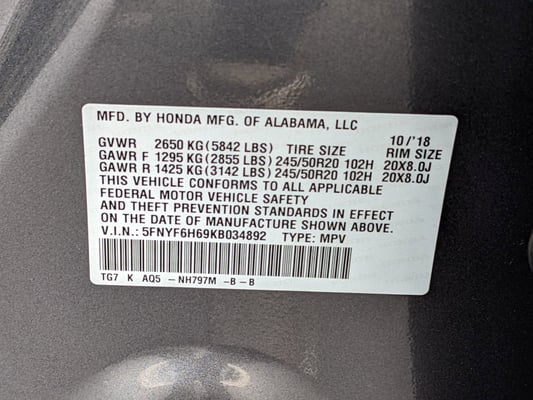 MFD. BY HONDA MFG. OF ALABAMA, LLC
GVWR 2650 KG(5842 LBS) TIRE SIZE 10/'18 RIM SIZE
GAWR F 1295 KG(2855 LBS)245/50R20 102H 20X8.0J
GAWR R 1425 KG(3142 LBS)245/50R20 102H 20X8.0J
THIS VEHICLE CONFORMS TO ALL APPLICABLE
FEDERAL MOTOR VEHICLE SAFETY
AND THEFT PREVENTION STANDARDS IN EFFECT
ON THE DATE OF MANUFACTURE SHOWN ABOVE.
V.I.N.: 5FNYF6H69KB034892 TYPE: MPV
TG7 K AQ5 -NH797M -B-B